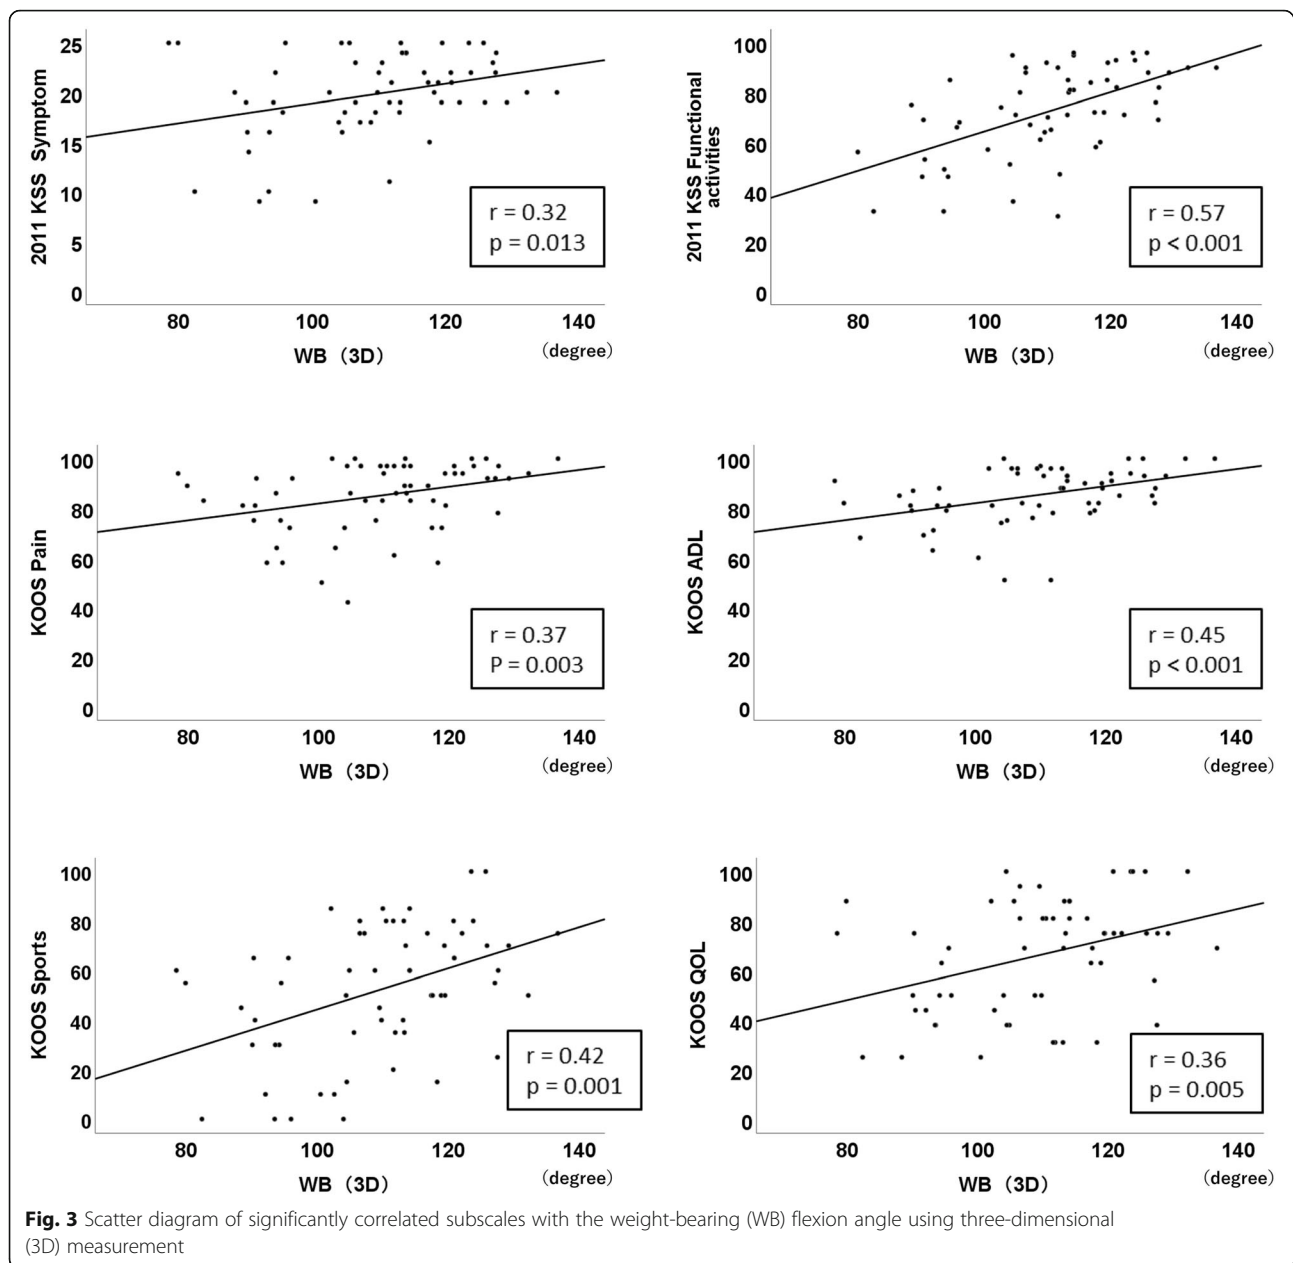 25
20
15
10
5
0
2011 KSS Symptom
r = 0.32
p = 0.013
80 100 120 140
WB（3D）
（degree）
100
80
60
40
20
0
2011 KSS Functional
activities
r = 0.57
p < 0.001
80 100 120 140
WB（3D）
（degree）
100
80
60
40
20
0
KOOS Pain
r = 0.37
P = 0.003
80 100 120 140
WB（3D）
（degree）
100
80
60
40
20
0
KOOS ADL
r = 0.45
p < 0.001
80 100 120 140
WB（3D）
（degree）
100
80
60
40
20
0
KOOS Sports
r = 0.42
p = 0.001
80 100 120 140
WB（3D）
（degree）
100
80
60
40
20
0
KOOS QOL
r = 0.36
p = 0.005
80 100 120 140
WB（3D）
（degree）
Fig. 3 Scatter diagram of significantly correlated subscales with the weight-bearing (WB) flexion angle using three-dimensional
(3D) measurement